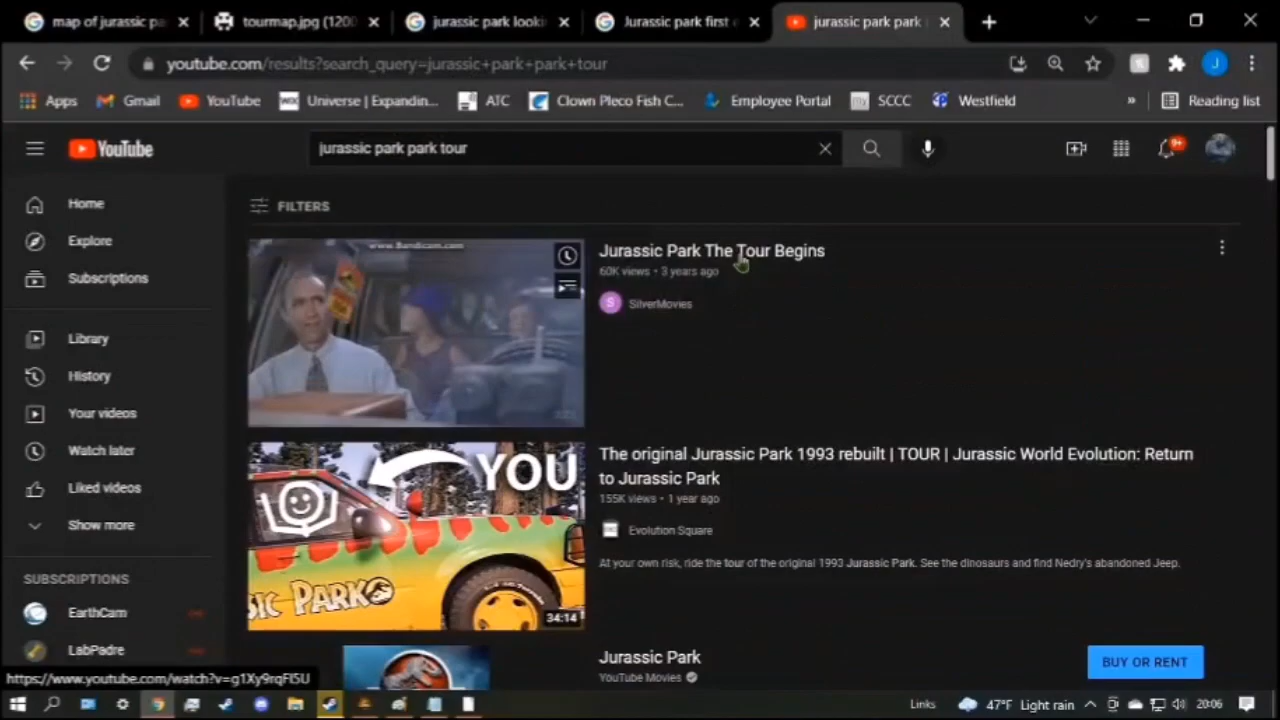 map of jurassic pa
tourmap.jpg (1200
jurassic park looki
Jurassic park first
jurassic park park
youtube.com/results?search_query=jurassic+park+park+tour
J
Apps
Gmail
YouTube
Universe | Expandin...
ATC
Clown Pleco Fish C...
Employee Portal
SCCC
Westfield
»
Reading list
YouTube
jurassic park park tour
9+
Home
Explore
Subscriptions
Library
History
Your videos
Watch later
Liked videos
Show more
SUBSCRIPTIONS
EarthCam
LabPadre
FILTERS
www.Bandicam.com
Jurassic Park The Tour Begins
60K views • 3 years ago
S
SilverMovies
YOU
SIC PARK
34:14
The original Jurassic Park 1993 rebuilt | TOUR | Jurassic World Evolution: Return
to Jurassic Park
155K views • 1 year ago
Evolution Square
At your own risk, ride the tour of the original 1993 Jurassic Park. See the dinosaurs and find Nedry's abandoned Jeep.
Jurassic Park
YouTube Movies
BUY OR RENT
https://www.youtube.com/watch?v=g1Xy9rqFI5U
Links
47°F Light rain
20:06